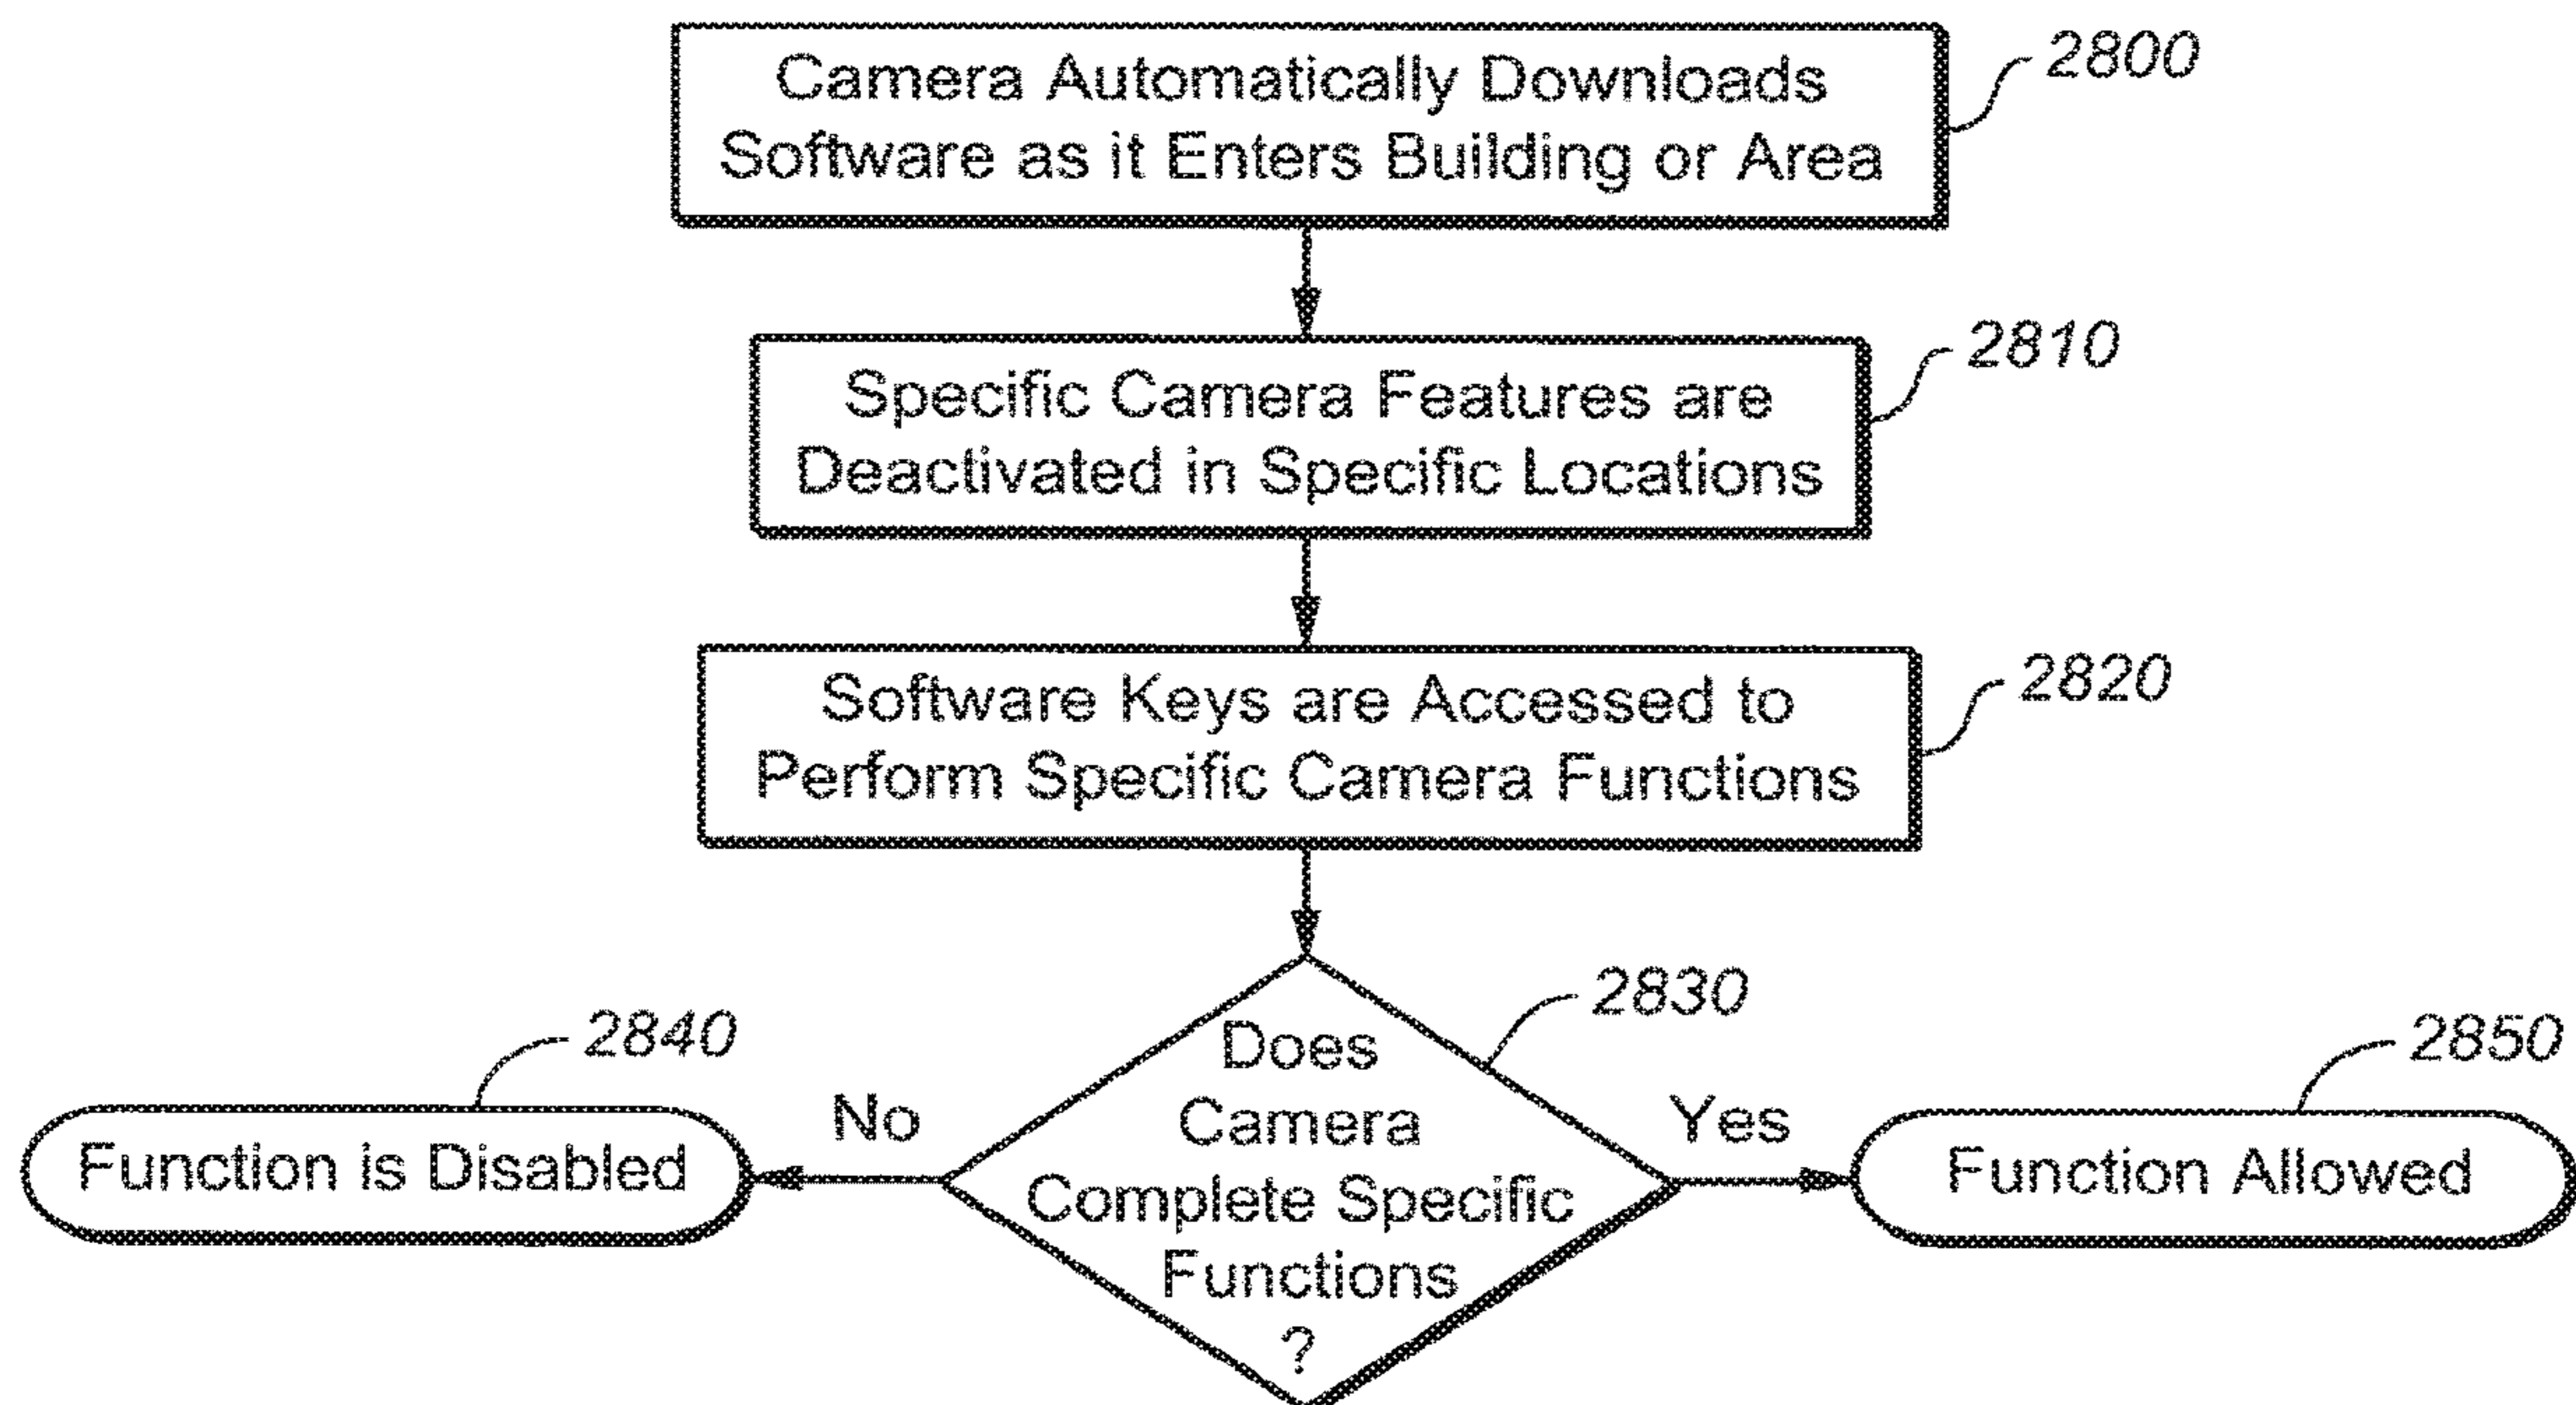 Camera Automatically Downloads
Software as it Enters Building or Area
2800
Specific Camera Features are
Deactivated in Specific Locations
2810
Software Keys are Accessed to
Perform Specific Camera Functions
2820
Does
Camera
Complete Specific
Functions
?
2830
No
Function is Disabled
2840
Yes
Function Allowed
2850